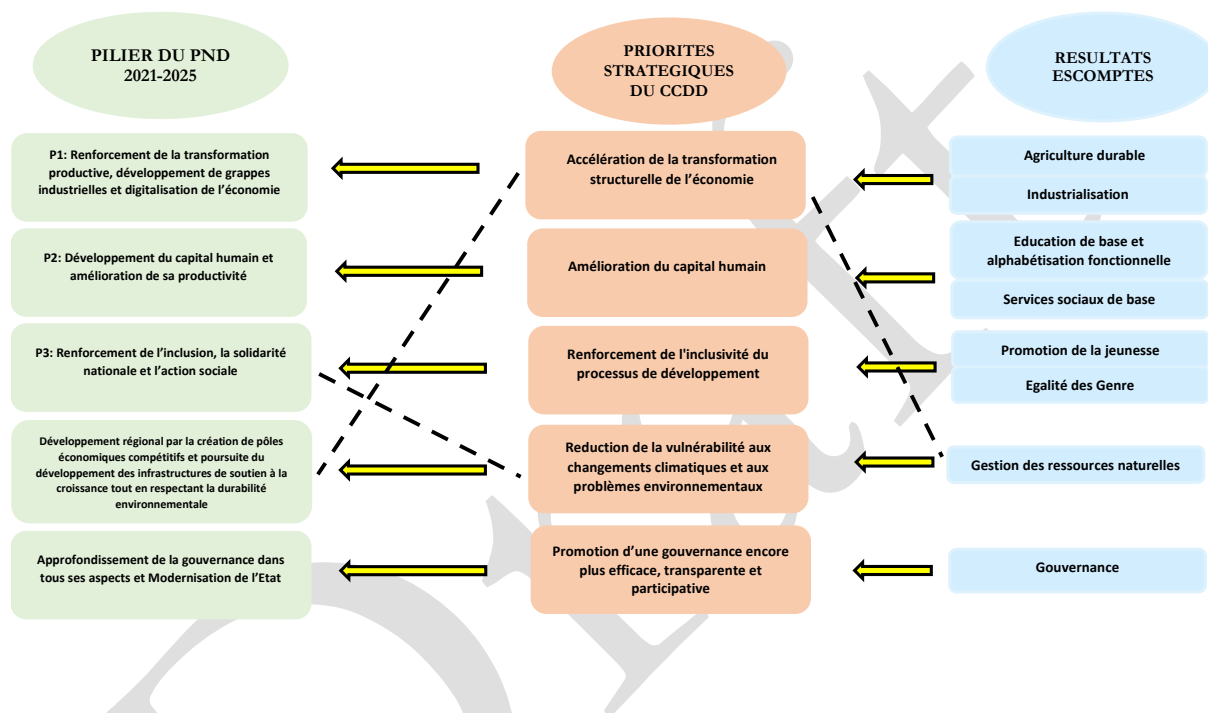 PILIER DU PND
2021-2025
PRIORITES
STRATEGIQUES
DU CCDD
RESULTATS
ESCOMPTES
P1: Renforcement de la transformation
productive, développement de grappes
industrielles et digitalisation de l’économie
Accélération de la transformation
structurelle de l’économie
Agriculture durable
Industrialisation
P2: Développement du capital humain et
amélioration de sa productivité
Amélioration du capital humain
Education de base et
alphabétisation fonctionnelle
Services sociaux de base
P3: Renforcement de l’inclusion, la solidarité
nationale et l’action sociale
Renforcement de l'inclusivité du
processus de développement
Promotion de la jeunesse
Egalité des Genre
Développement régional par la création de pôles
économiques compétitifs et poursuite du
développement des infrastructures de soutien à la
croissance tout en respectant la durabilité
environnementale
Reduction de la vulnérabilité aux
changements climatiques et aux
problèmes environnementaux
Gestion des ressources naturelles
Approfondissement de la gouvernance dans
tous ses aspects et Modernisation de l’Etat
Promotion d’une gouvernance encore
plus efficace, transparente et
participative
Gouvernance